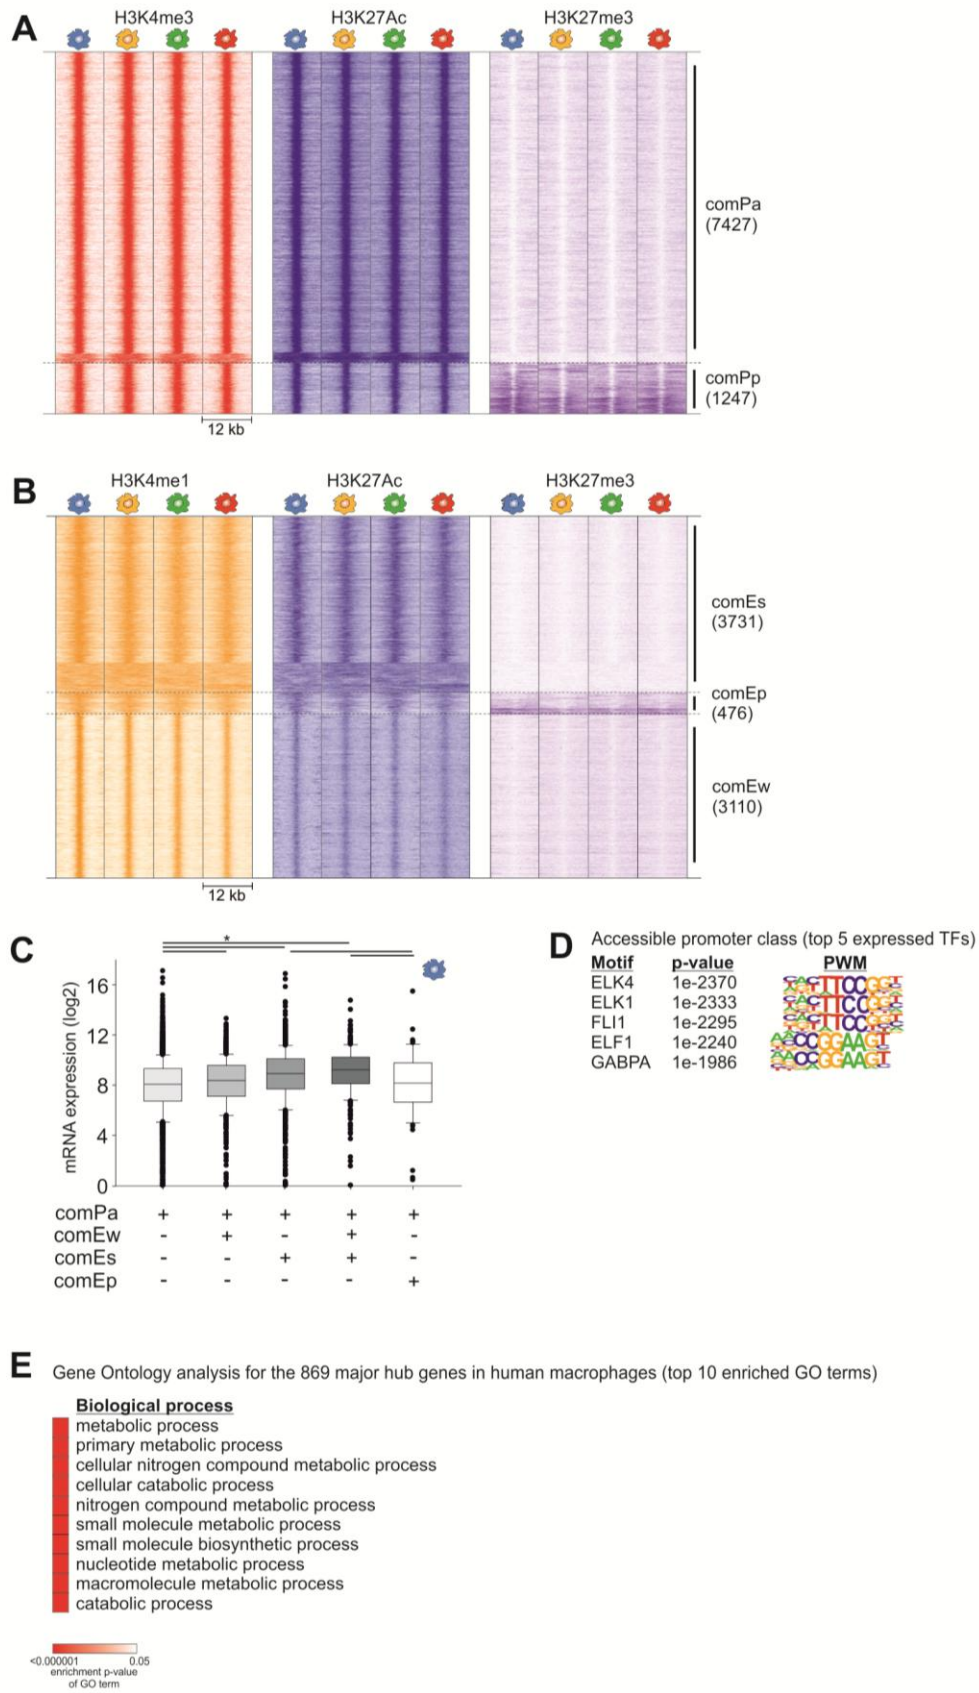 A
H3K4me3 H3K27Ac H3K27me3
comPa
(7427)
comPp
(1247)
12 kb
B
H3K4me1 H3K27Ac H3K27me3
comEs
(3731)
comEp
(476)
comEw
(3110)
12 kb
C
*
mRNA expression (log2)
16
12
8
4
0
comPa + + + + +
comEw - + - + -
comEs - - + + -
comEp - - - - +
D
Accessible promoter class (top 5 expressed TFs)
Motif p-value PWM
ELK4 1e-2370
ELK1 1e-2333
FLI1 1e-2295
ELF1 1e-2240
GABPA 1e-1986
E
Gene Ontology analysis for the 869 major hub genes in human macrophages (top 10 enriched GO terms)
Biological process
metabolic process
primary metabolic process
cellular nitrogen compound metabolic process
cellular catabolic process
nitrogen compound metabolic process
small molecule metabolic process
small molecule biosynthetic process
nucleotide metabolic process
macromolecule metabolic process
catabolic process
<0.000001 0.05
enrichment p-value
of GO term